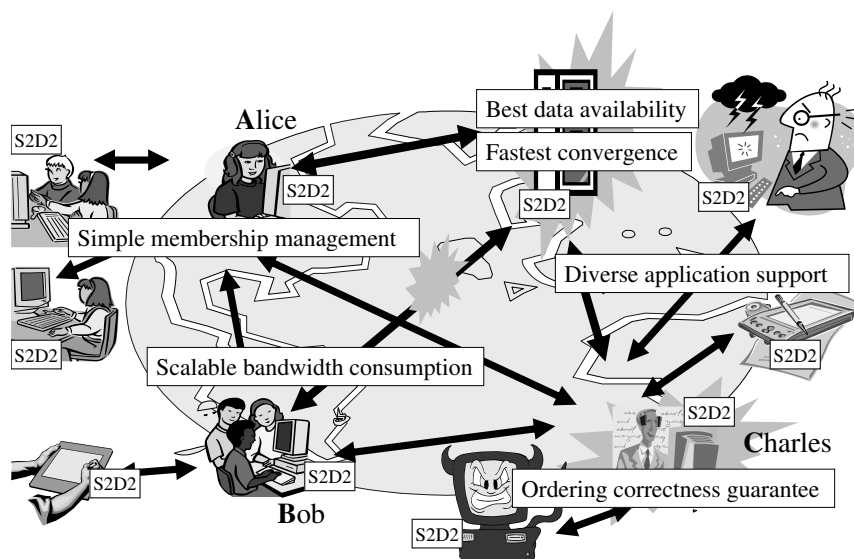 Alice
Best data availability
S2D2
Fastest convergence
S2D2
S2D2
S2D2
Simple membership management
Diverse application support
S2D2
S2D2
Scalable bandwidth consumption
S2D2
Charles
S2D2
S2D2
Ordering correctness guarantee
Bob
S2D2